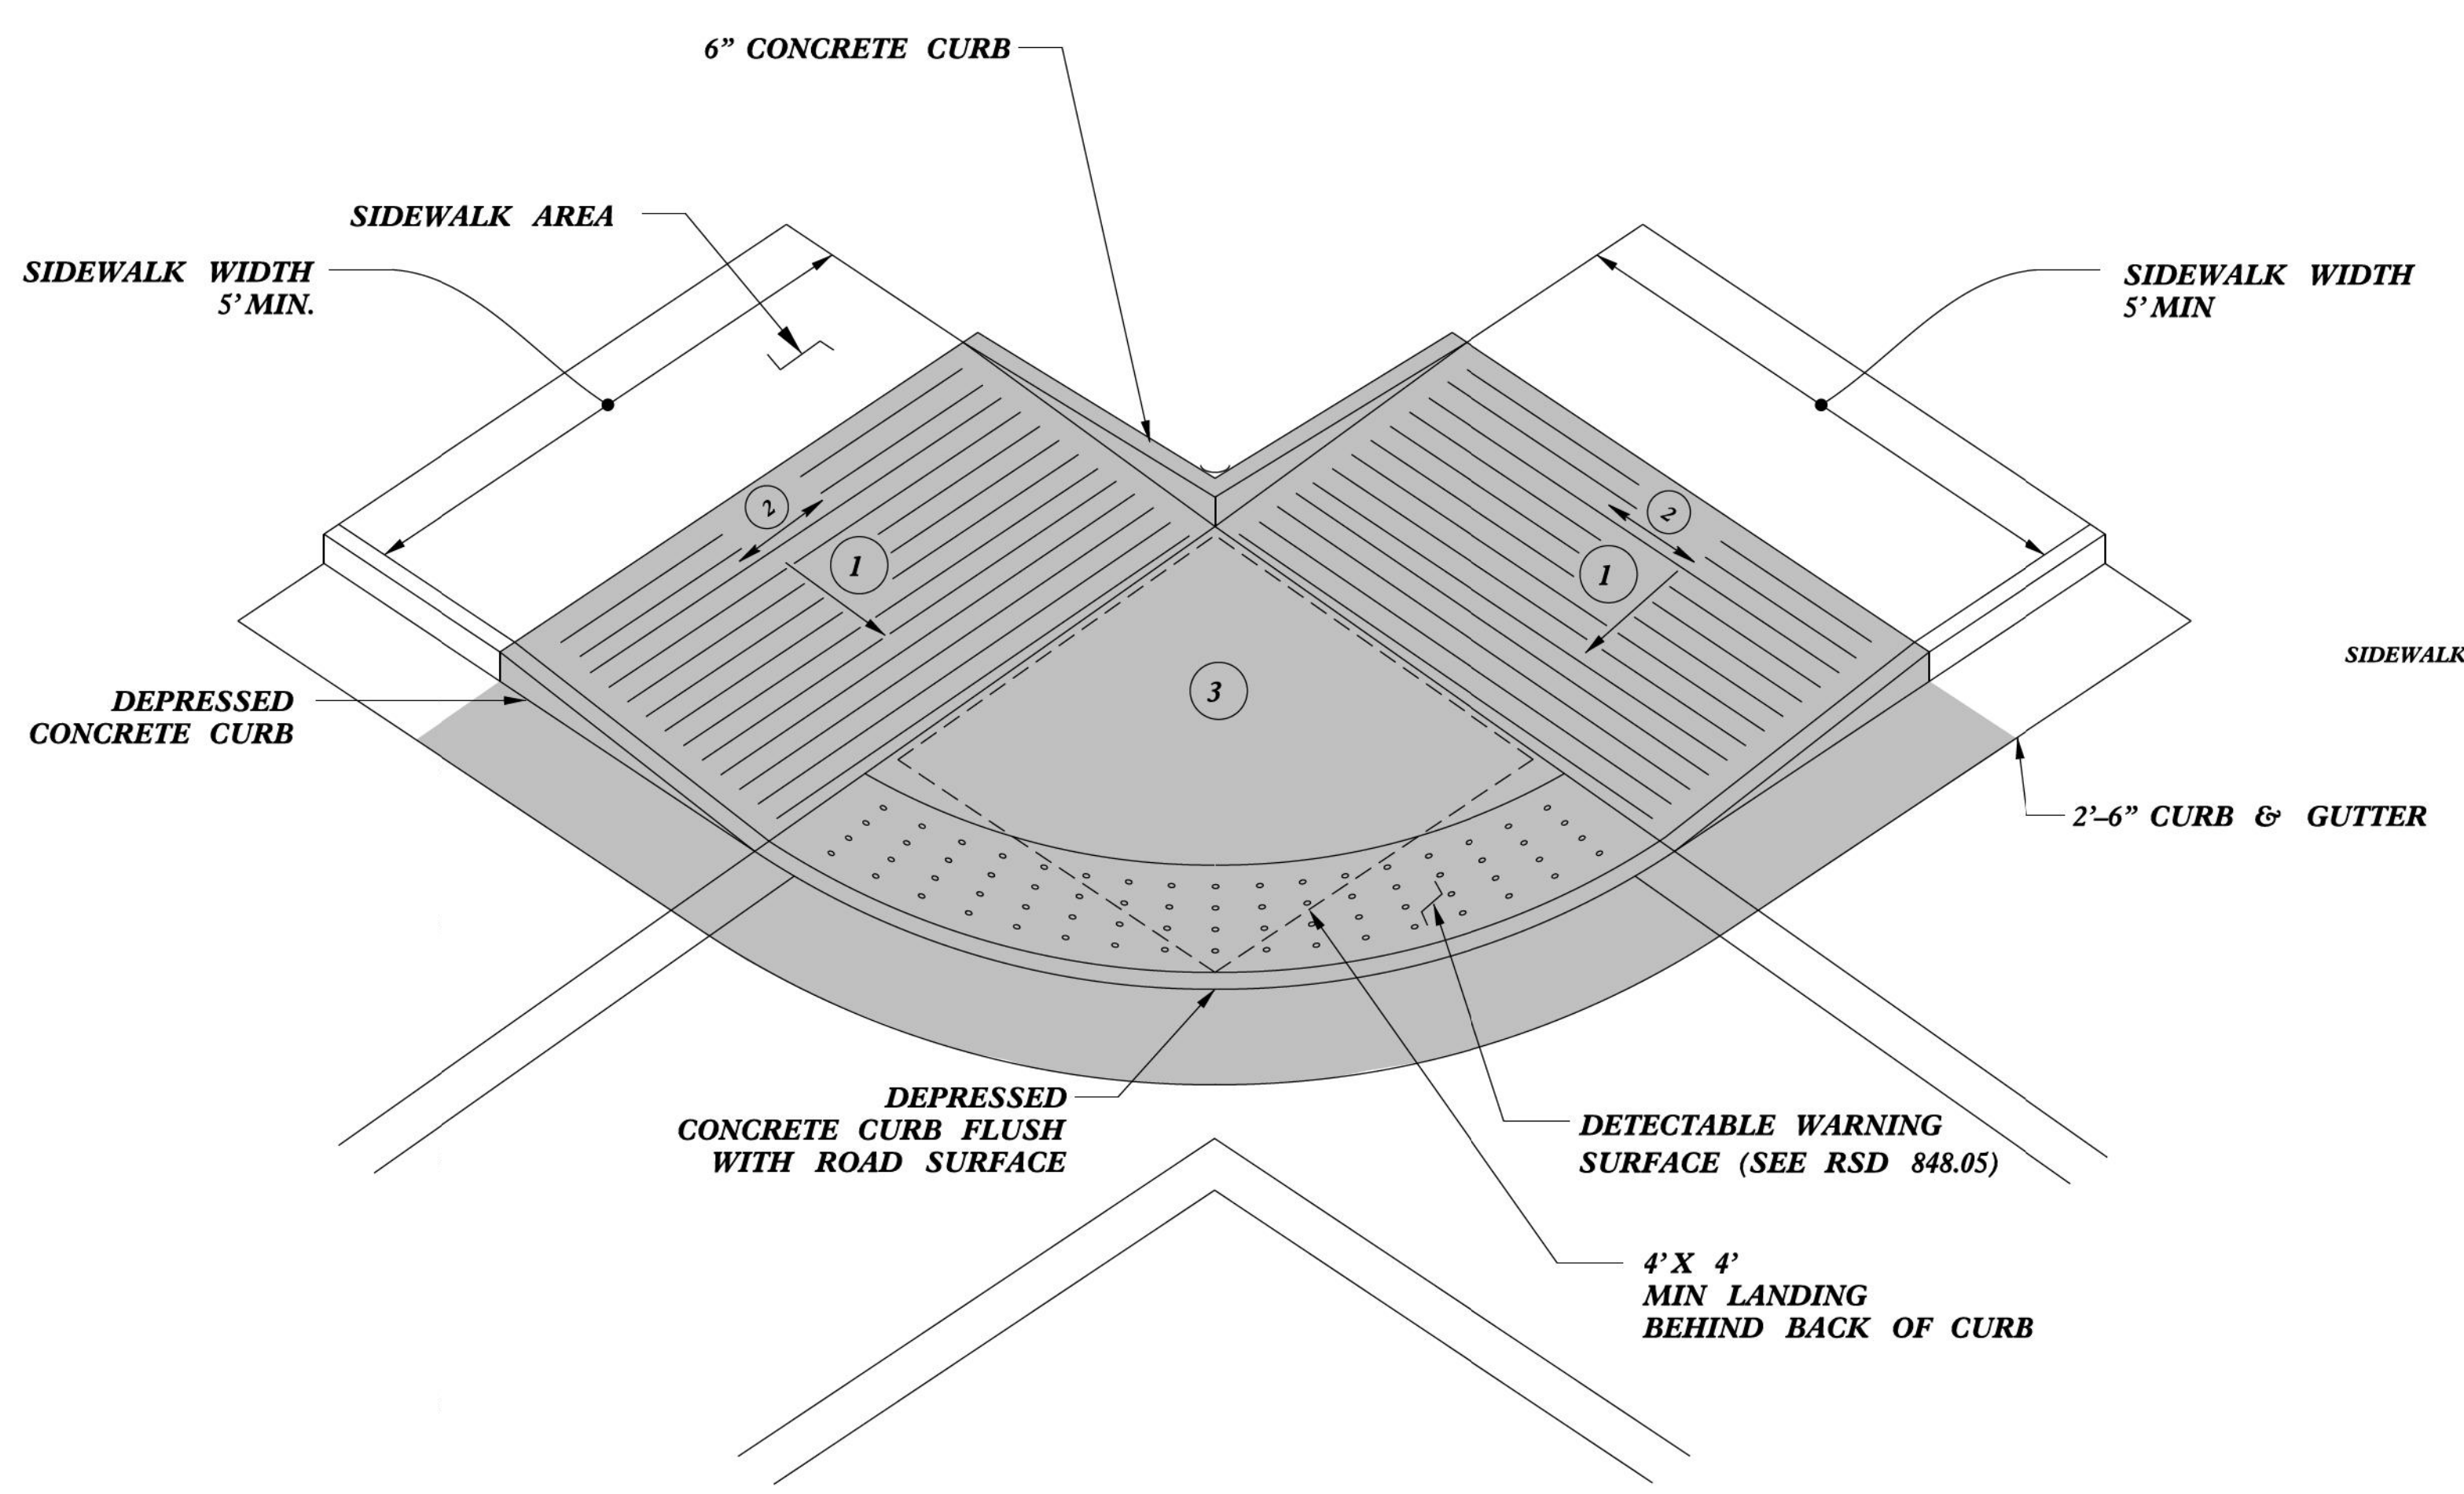 6” CONCRETE CURB
SIDEWALK AREA
SIDEWALK WIDTH
5’ MIN.
SIDEWALK WIDTH
5’ MIN
2
1
2
1
3
SIDEWALK
DEPRESSED
CONCRETE CURB
2’–6” CURB & GUTTER
DEPRESSED
CONCRETE CURB FLUSH
WITH ROAD SURFACE
DETECTABLE WARNING
SURFACE (SEE RSD 848.05)
4’ X 4’
MIN LANDING
BEHIND BACK OF CURB